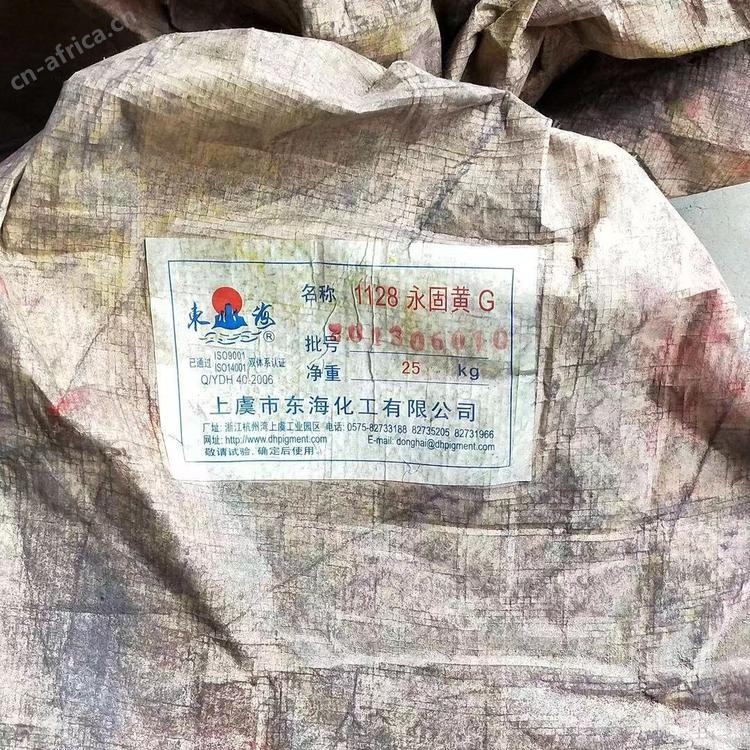 cn-africa.cn
東山海®
已通过 ISO9001 ISO14001 双体系认证
Q/YDH 40-2006
名称 1128 永固黄 G
批号 201306010
净重 25 kg
上虞市东海化工有限公司
厂址: 浙江杭州湾上虞工业园区 电话: 0575-82733188 82735205 82731966
网址: http://www.dhpigment.com E-mail: donghai@dhpigment.com
敬请试验.确定后使用.